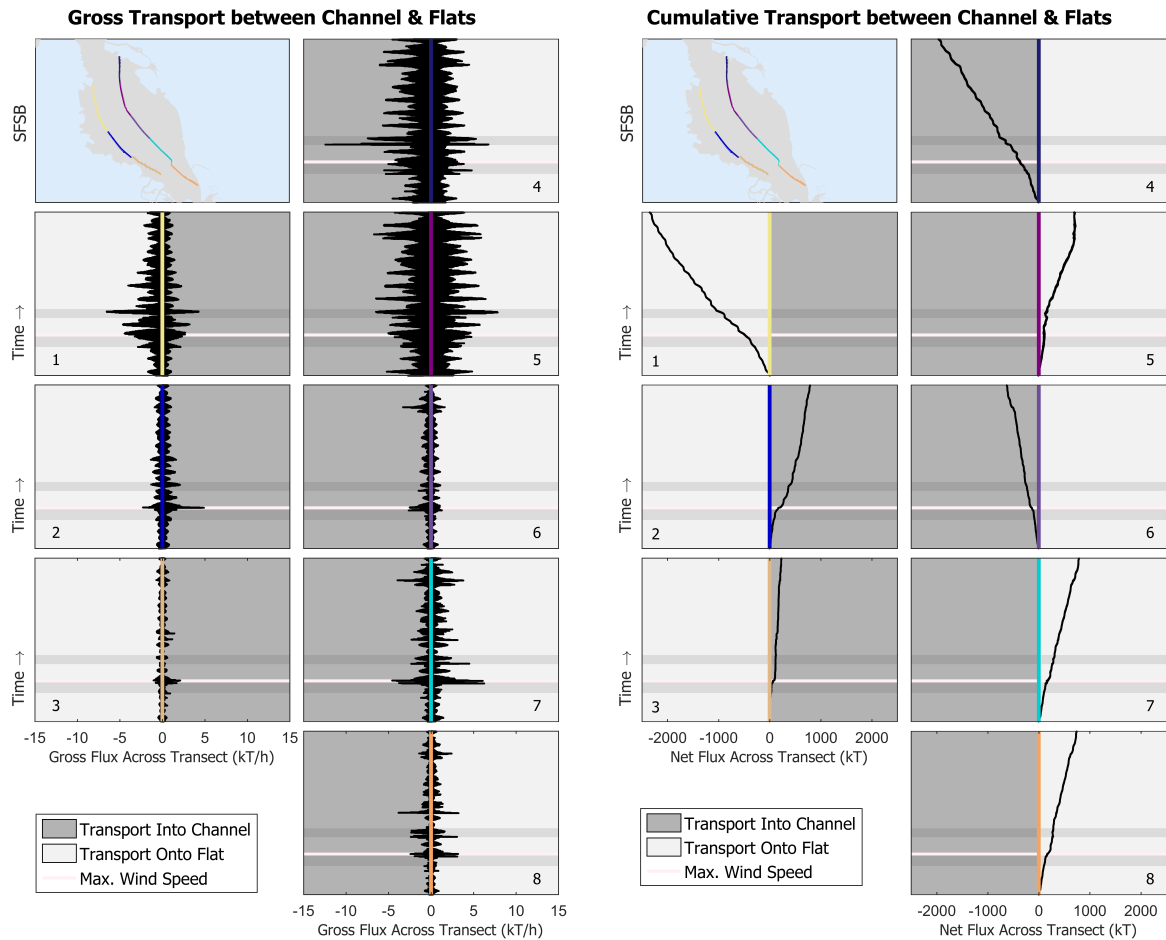 Gross Transport between Channel & Flats
SFSB
4
Time →
1
5
Time →
2
6
Time →
3
7
-15 -10 -5 0 5 10 15
Gross Flux Across Transect (kT/h)
Transport Into Channel
Transport Onto Flat
Max. Wind Speed
8
-15 -10 -5 0 5 10 15
Gross Flux Across Transect (kT/h)
Cumulative Transport between Channel & Flats
SFSB
4
Time →
1
5
Time →
2
6
Time →
3
7
-2000 -1000 0 1000 2000
Net Flux Across Transect (kT)
Transport Into Channel
Transport Onto Flat
Max. Wind Speed
8
-2000 -1000 0 1000 2000
Net Flux Across Transect (kT)